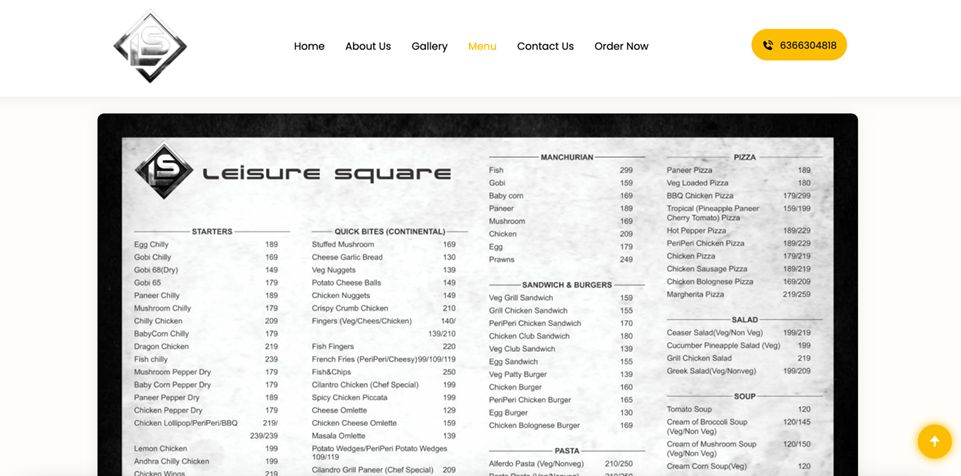 LS
Home
About Us
Gallery
Menu
Contact Us
Order Now
6366304818
LS Leisure square
STARTERS
Egg Chilly 189
Gobi Chilly 169
Gobi 68(Dry) 149
Gobi 65 179
Paneer Chilly 189
Mushroom Chilly 179
Chilly Chicken 209
BabyCorn Chilly 179
Dragon Chicken 219
Fish chilly 239
Mushroom Pepper Dry 179
Baby Corn Pepper Dry 179
Paneer Pepper Dry 189
Chicken Pepper Dry 179
Chicken Lollipop/PeriPeri/BBQ 219/
239/239
Lemon Chicken 199
Andhra Chilly Chicken 199
Chicken Wings 219
QUICK BITES (CONTINENTAL)
Stuffed Mushroom 169
Cheese Garlic Bread 130
Veg Nuggets 139
Potato Cheese Balls 149
Chicken Nuggets 149
Crispy Crumb Chicken 210
Fingers (Veg/Chees/Chicken) 140/
139/210
Fish Fingers 220
French Fries (PeriPeri/Cheesy)99/109/119
Fish&Chips 250
Cilantro Chicken (Chef Special) 199
Spicy Chicken Piccata 199
Cheese Omlette 129
Chicken Cheese Omlette 159
Masala Omlette 139
Potato Wedges/PeriPeri Potato Wedges
109/119
Cilandro Grill Paneer (Chef Special) 209
MANCHURIAN
Fish 299
Gobi 159
Baby corn 169
Paneer 189
Mushroom 169
Chicken 209
Egg 179
Prawns 249
SANDWICH & BURGERS
Veg Grill Sandwich 159
Grill Chicken Sandwich 155
PeriPeri Chicken Sandwich 170
Chicken Club Sandwich 180
Veg Club Sandwich 139
Egg Sandwich 155
Veg Patty Burger 139
Chicken Burger 160
PeriPeri Chicken Burger 165
Egg Burger 130
Chicken Bolognese Burger 169
PASTA
Alferdo Pasta (Veg/Nonveg) 210/250
PIZZA
Paneer Pizza 189
Veg Loaded Pizza 180
BBQ Chicken Pizza 179/299
Tropical (Pineapple Paneer 159/199
Cherry Tomato) Pizza
Hot Pepper Pizza 189/229
PeriPeri Chicken Pizza 189/229
Chicken Pizza 179/219
Chicken Sausage Pizza 189/219
Chicken Bolognese Pizza 169/209
Margherita Pizza 219/259
SALAD
Ceaser Salad(Veg/Non Veg) 199/219
Cucumber Pineapple Salad (Veg) 199
Grill Chicken Salad 219
Greek Salad(Veg/Nonveg) 199/209
SOUP
Tomato Soup 120
Cream of Broccoli Soup 120/145
(Veg/Non Veg)
Cream of Mushroom Soup 120/150
(Veg/Non Veg)
Cream Corn Soup(Veg) 120